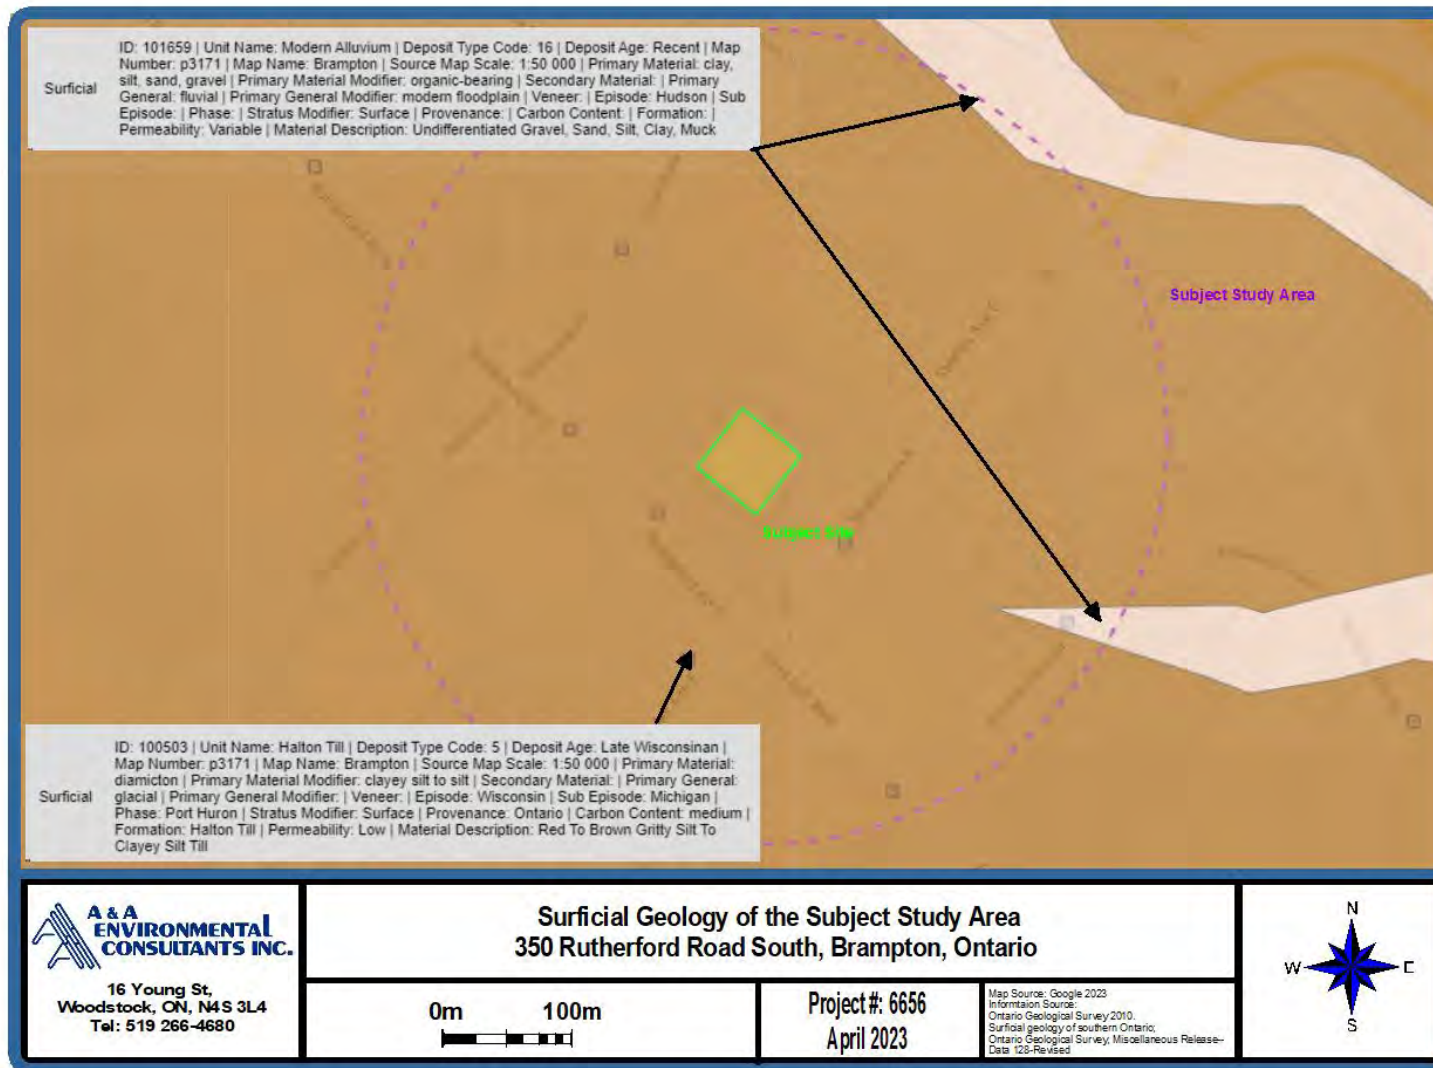 Surficial
ID: 101659 | Unit Name: Modern Alluvium | Deposit Type Code: 16 | Deposit Age: Recent | Map
Number: p3171 | Map Name: Brampton | Source Map Scale: 1:50 000 | Primary Material: clay,
silt, sand, gravel | Primary Material Modifier: organic-bearing | Secondary Material: | Primary
General: fluvial | Primary General Modifier: modern floodplain | Veneer: | Episode: Hudson | Sub
Episode: | Phase: | Stratus Modifier: Surface | Provenance: | Carbon Content: | Formation: |
Permeability: Variable | Material Description: Undifferentiated Gravel, Sand, Silt, Clay, Muck
Subject Study Area
Subject Site
Surficial
ID: 100503 | Unit Name: Halton Till | Deposit Type Code: 5 | Deposit Age: Late Wisconsinan |
Map Number: p3171 | Map Name: Brampton | Source Map Scale: 1:50 000 | Primary Material:
diamicton | Primary Material Modifier: clayey silt to silt | Secondary Material: | Primary General:
glacial | Primary General Modifier: | Veneer: | Episode: Wisconsin | Sub Episode: Michigan |
Phase: Port Huron | Stratus Modifier: Surface | Provenance: Ontario | Carbon Content: medium |
Formation: Halton Till | Permeability: Low | Material Description: Red To Brown Gritty Silt To
Clayey Silt Till
A & A
ENVIRONMENTAL
CONSULTANTS INC.
16 Young St,
Woodstock, ON, N4S 3L4
Tel: 519 266-4680
Surficial Geology of the Subject Study Area
350 Rutherford Road South, Brampton, Ontario
0m 100m
Project #: 6656
April 2023
Map Source: Google 2023
Informtaion Source:
Ontario Geological Survey 2010.
Surficial geology of southern Ontario;
Ontario Geological Survey, Miscellaneous Release--
Data 128-Revised
N
W E
S